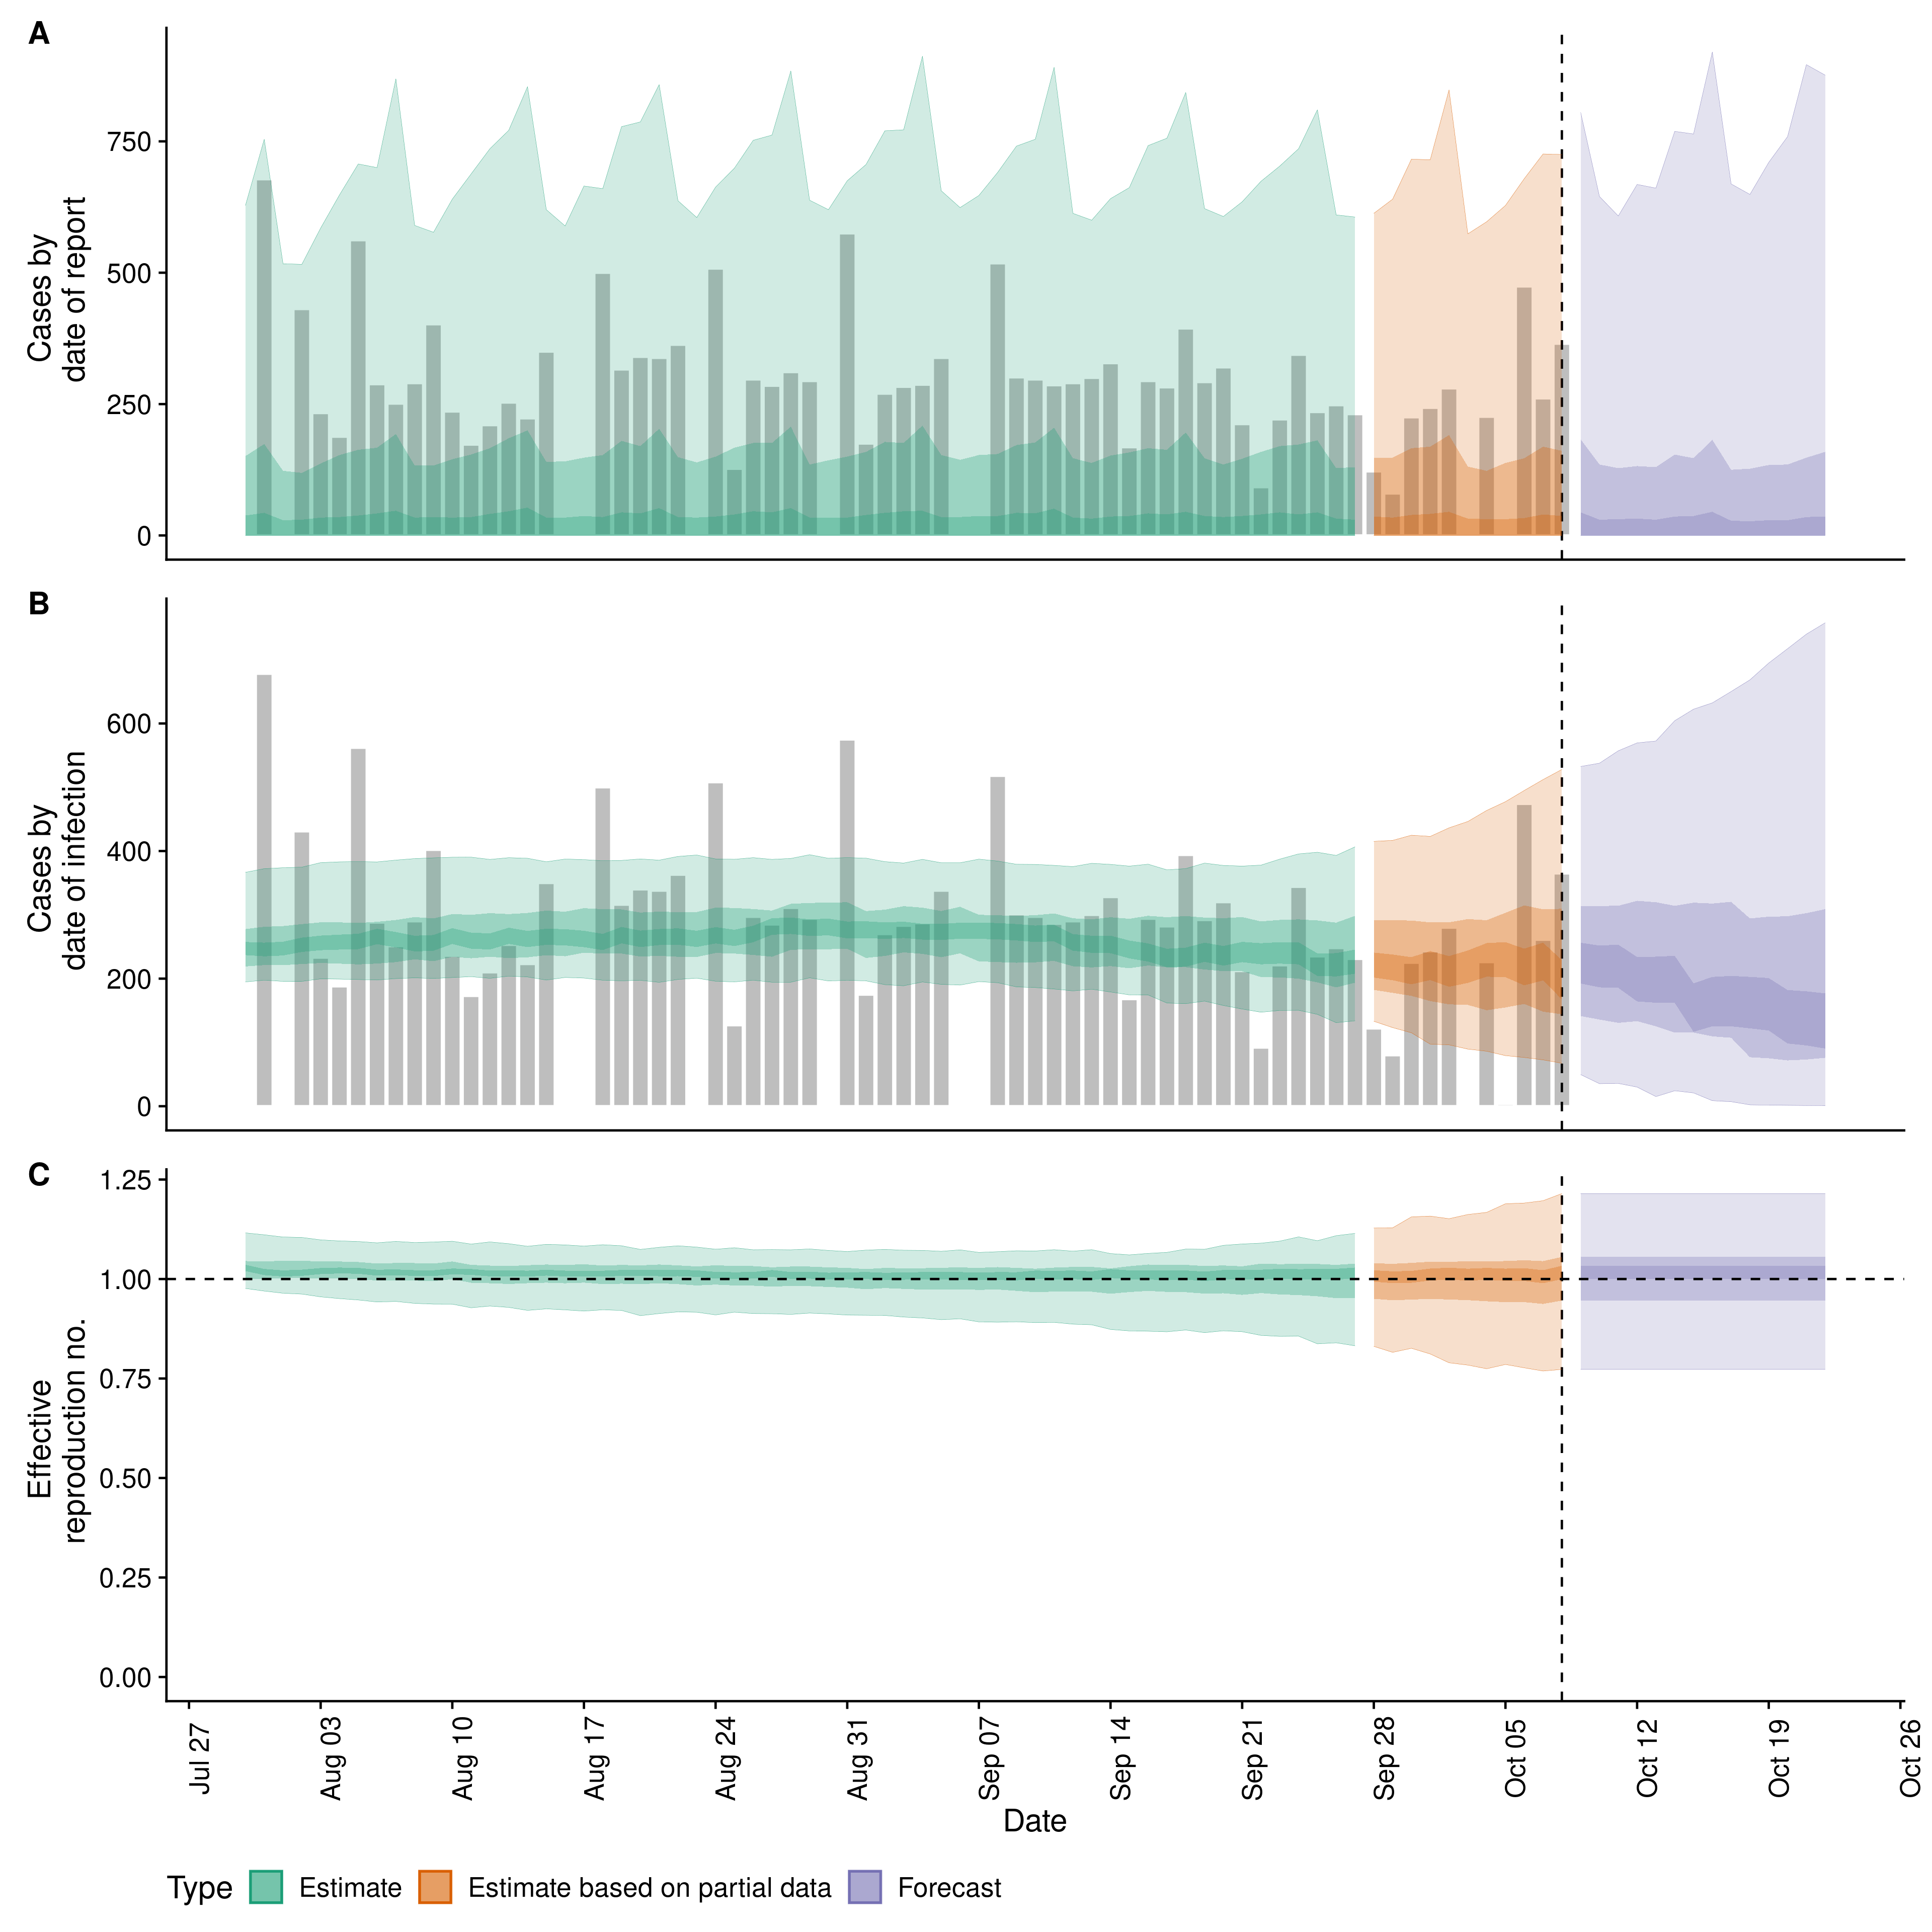 A
Cases by
date of report
750
500
250
0
B
Cases by
date of infection
600
400
200
0
C
Effective
reproduction no.
1.25
1.00
0.75
0.50
0.25
0.00
Jul 27
Aug 03
Aug 10
Aug 17
Aug 24
Aug 31
Sep 07
Sep 14
Sep 21
Sep 28
Oct 05
Oct 12
Oct 19
Oct 26
Date
Type Estimate Estimate based on partial data Forecast